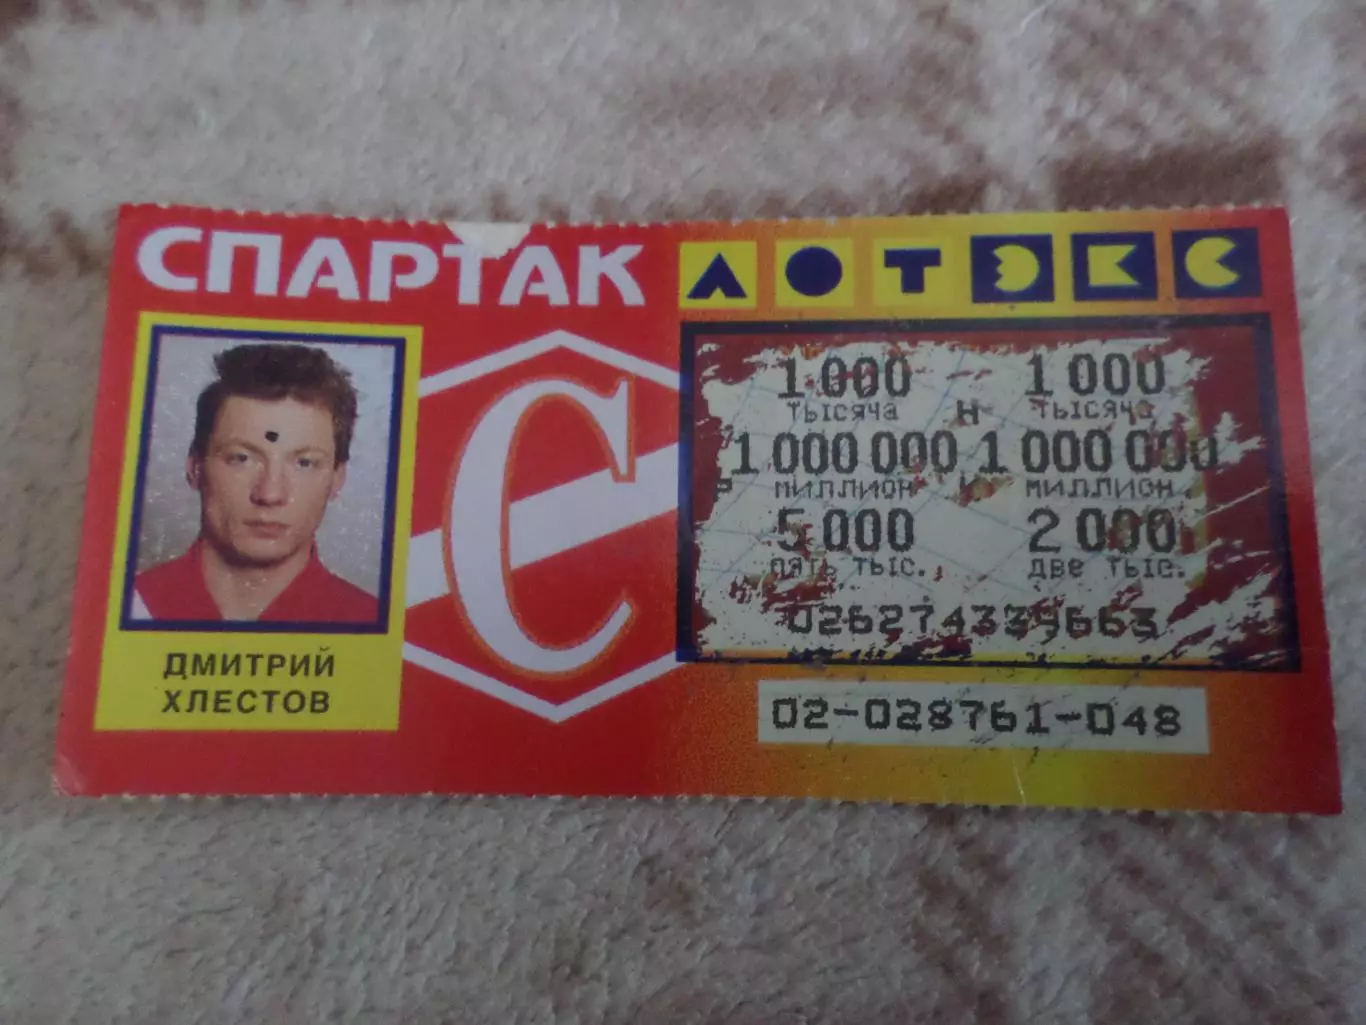 СПАРТАК ЛОТЭКС
С
ДМИТРИЙ
ХЛЕСТОВ
1 000 1 000
тысяча н тысяча
1 000 000 1 000 000
миллион и миллион
5 000 2 000
пять тыс. две тыс.
0262743396663
02-028761-048